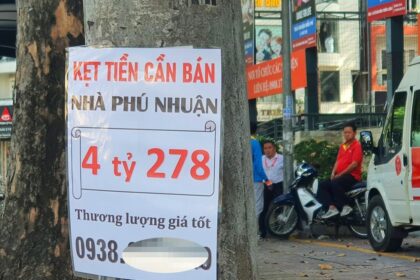 KẸT TIỀN CẦN BÁN
NHÀ PHÚ NHUẬN
4 tỷ 278
Thương lượng giá tốt
0938.